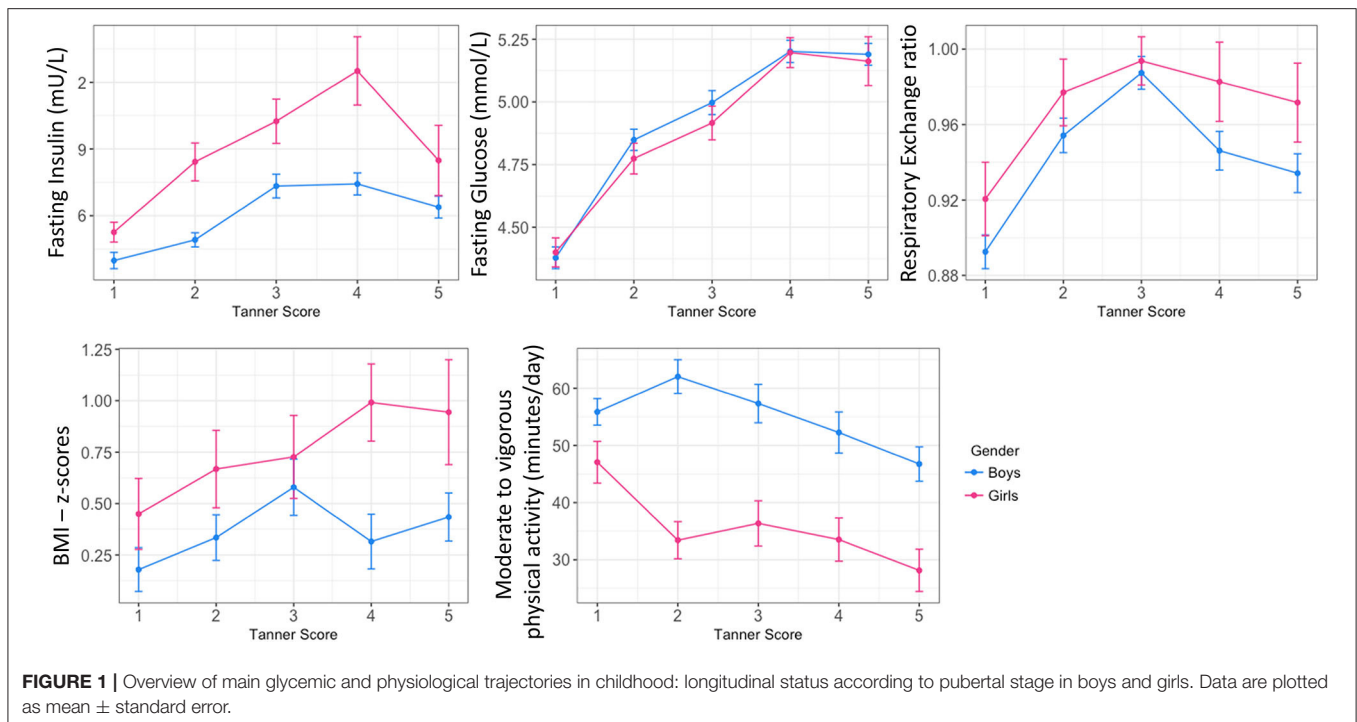 Fasting Insulin (mU/L)
2
9
6
1 2 3 4 5
Tanner Score
Fasting Glucose (mmol/L)
5.25
5.00
4.75
4.50
1 2 3 4 5
Tanner Score
Respiratory Exchange ratio
1.00
0.96
0.92
0.88
1 2 3 4 5
Tanner Score
BMI – z-scores
1.25
1.00
0.75
0.50
0.25
1 2 3 4 5
Tanner Score
Moderate to vigorous
physical activity (minutes/day)
60
50
40
30
1 2 3 4 5
Tanner Score
Gender
Boys
Girls
FIGURE 1 | Overview of main glycemic and physiological trajectories in childhood: longitudinal status according to pubertal stage in boys and girls. Data are plotted
as mean ± standard error.